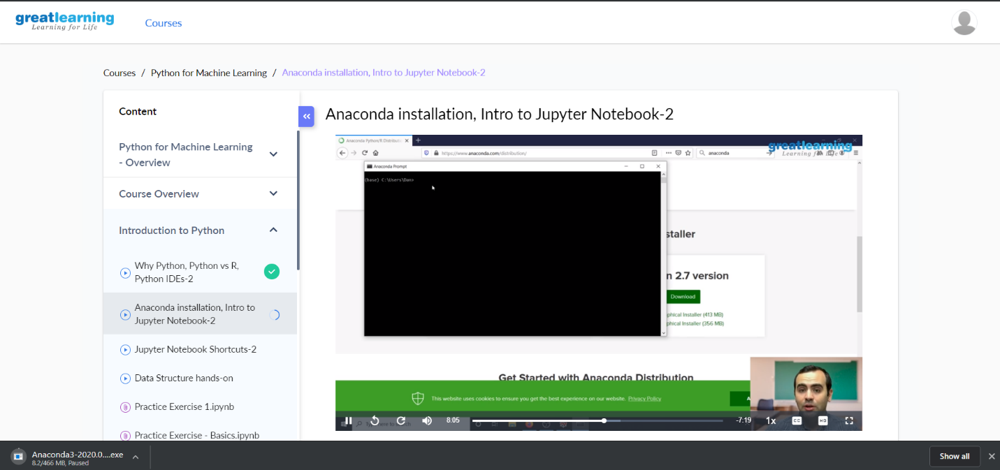 greatlearning
Learning for Life
Courses
Courses / Python for Machine Learning / Anaconda installation, Intro to Jupyter Notebook-2
Content
Python for Machine Learning
- Overview
Course Overview
Introduction to Python
Why Python, Python vs R,
Python IDEs-2
Anaconda installation, Intro to
Jupyter Notebook-2
Jupyter Notebook Shortcuts-2
Data Structure hands-on
Practice Exercise 1.ipynb
Practice Exercise - Basics.ipynb
«
Anaconda installation, Intro to Jupyter Notebook-2
Anaconda Python/R Distributio
https://www.anaconda.com/distribution/
anaconda
greatlearning
Learning for
Anaconda Prompt
(base) C:\Users\Dan>
staller
n 2.7 version
Download
phical Installer (413 MB)
phical Installer (356 MB)
Get Started with Anaconda Distribution
This website uses cookies to ensure you get the best experience on our website. Privacy Policy
A
8:05
-7:19
1x
CC
HD
Anaconda3-2020.0....exe
8.2/466 MB, Paused
Show all